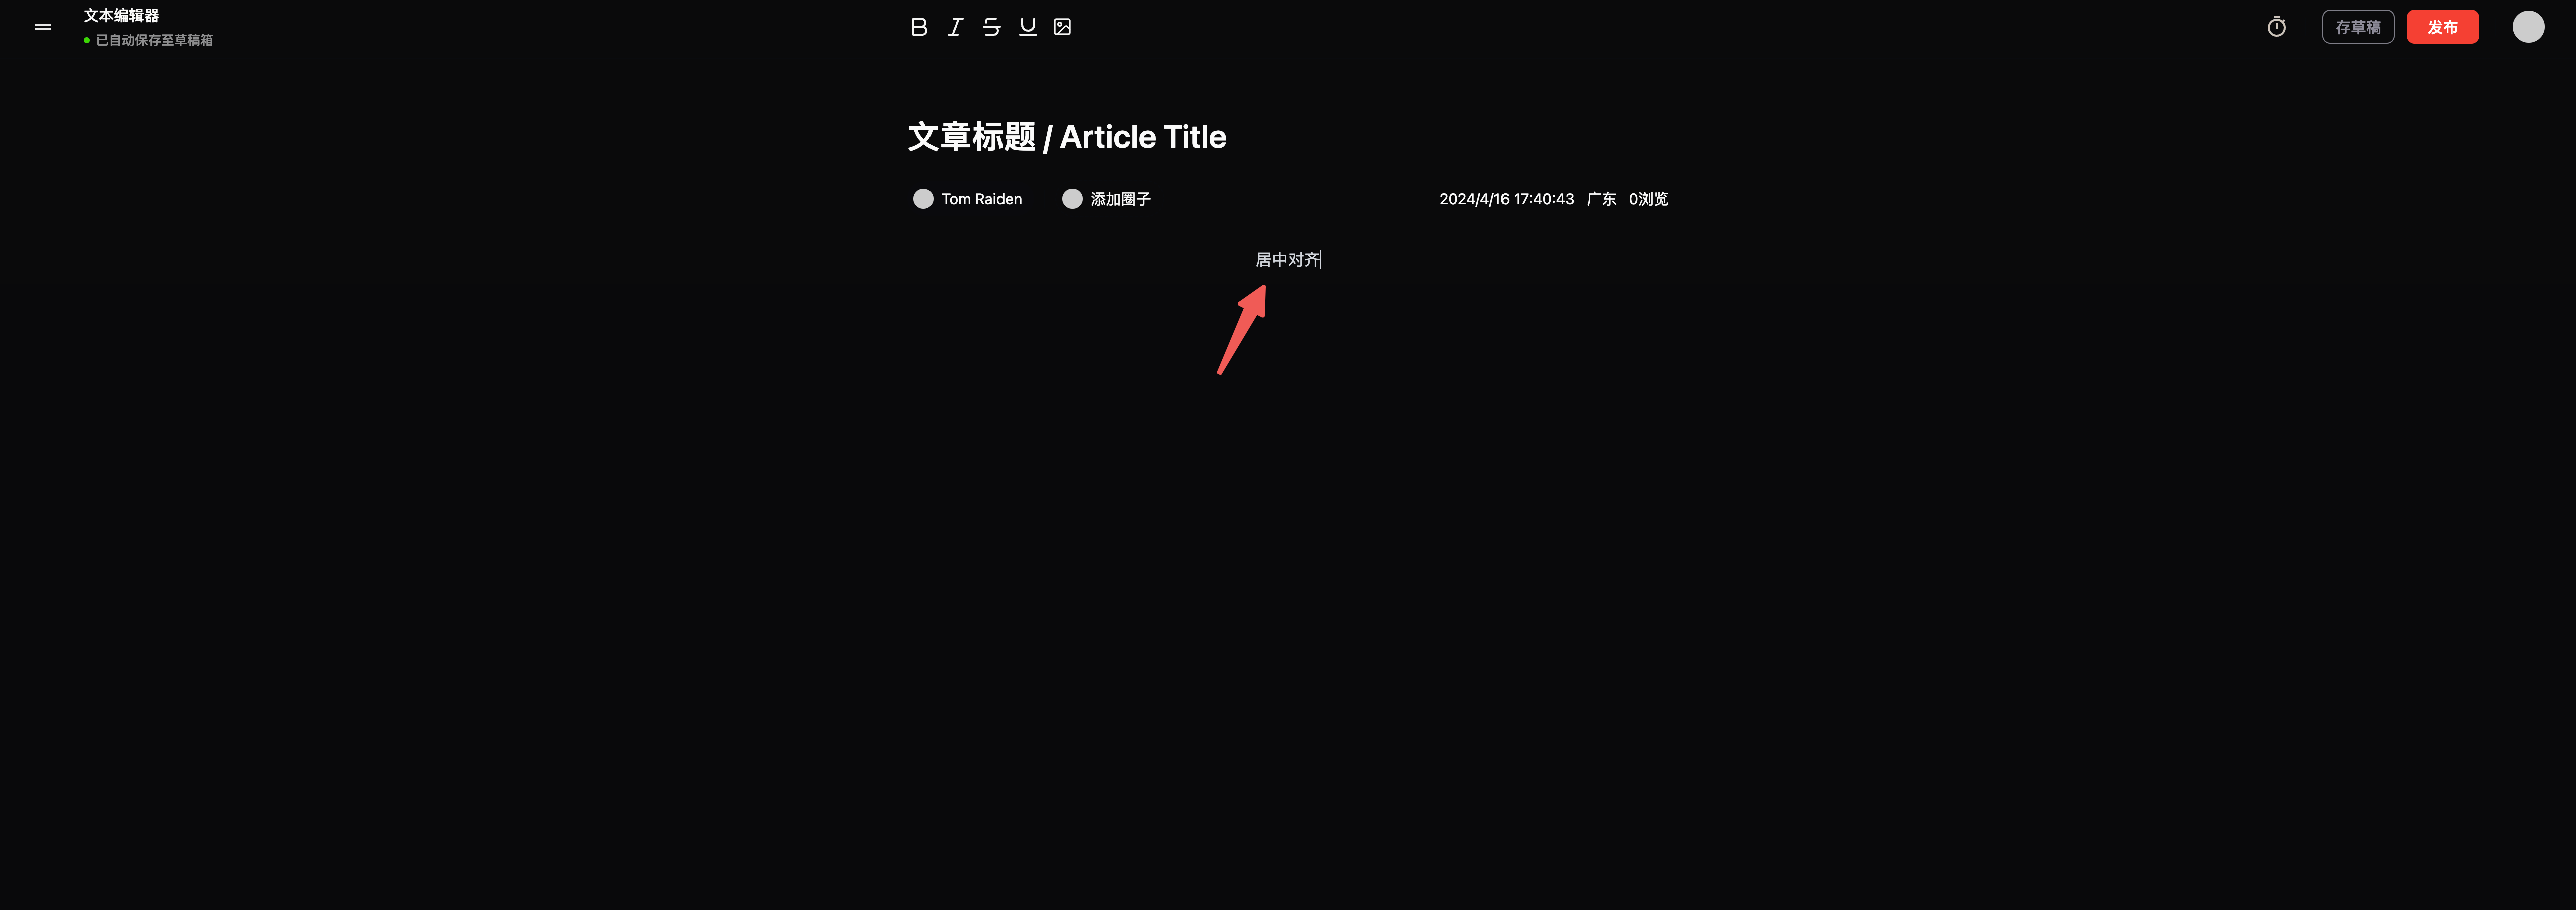 文本编辑器
已自动保存至草稿箱
存草稿
发布
文章标题 / Article Title
Tom Raiden 添加圈子 2024/4/16 17:40:43 广东 0浏览
居中对齐